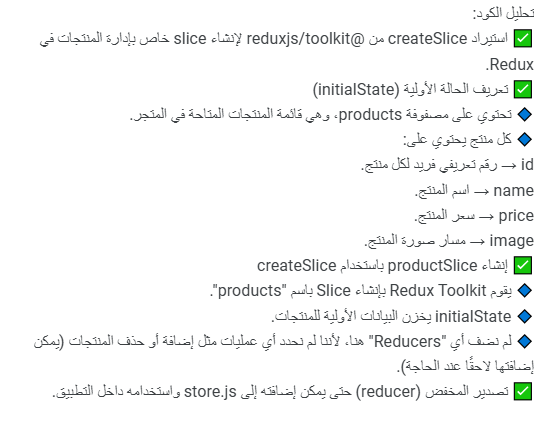 تحليل الكود:
✅ استيراد createSlice من @reduxjs/toolkit لإنشاء slice خاص بإدارة المنتجات في
Redux.
✅ تعريف الحالة الأولية (initialState)
🔹 تحتوي على مصفوفة products، وهي قائمة المنتجات المتاحة في المتجر.
🔹 كل منتج يحتوي على:
id → رقم تعريفي فريد لكل منتج.
name → اسم المنتج.
price → سعر المنتج.
image → مسار صورة المنتج.
✅ إنشاء productSlice باستخدام createSlice
🔹 يقوم Redux Toolkit بإنشاء Slice باسم "products".
🔹 initialState يخزن البيانات الأولية للمنتجات.
🔹 لم نضف أي "Reducers" هنا، لأننا لم نحدد أي عمليات مثل إضافة أو حذف المنتجات (يمكن
إضافتها لاحقًا عند الحاجة).
✅ تصدير المخفض (reducer) حتى يمكن إضافته إلى store.js واستخدامه داخل التطبيق.